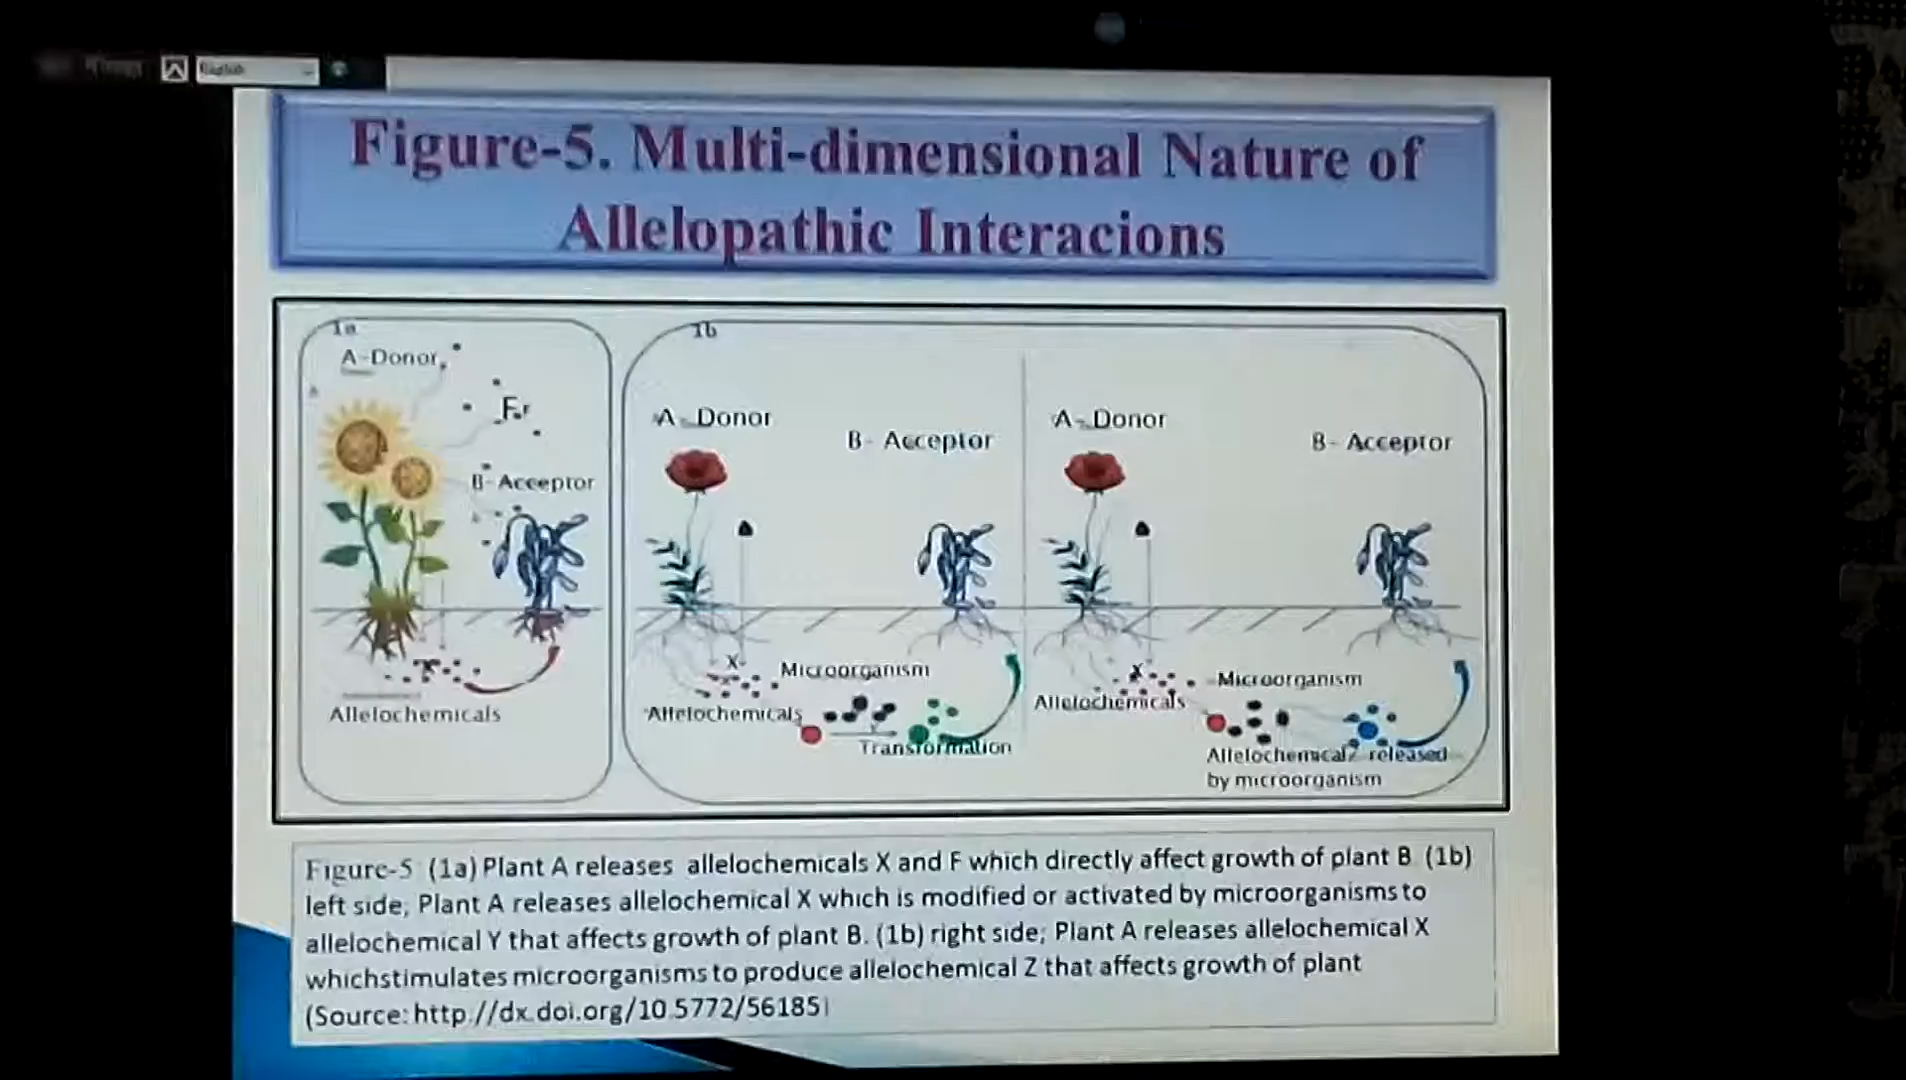 English
Figure-5. Multi-dimensional Nature of
Allelopathic Interacions
1a
A-Donor
F
B-Acceptor
Allelochemicals
1b
A- Donor
B- Acceptor
X
Microorganism
Allelochemicals
Transformation
A- Donor
B- Acceptor
X
Microorganism
Allelochemicals
Allelochemical Z released
by microorganism
Figure-5 (1a) Plant A releases allelochemicals X and F which directly affect growth of plant B (1b)
left side; Plant A releases allelochemical X which is modified or activated by microorganisms to
allelochemical Y that affects growth of plant B. (1b) right side; Plant A releases allelochemical X
whichstimulates microorganisms to produce allelochemical Z that affects growth of plant
(Source: http://dx.doi.org/10.5772/56185)